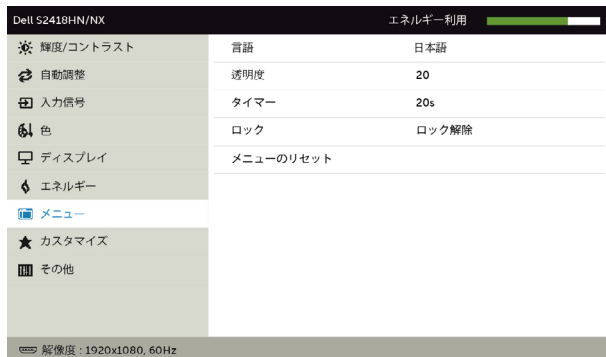 Dell S2418HN/NX エネルギー利用
輝度/コントラスト
自動調整
入力信号
色
ディスプレイ
エネルギー
メニュー
カスタマイズ
その他
言語 日本語
透明度 20
タイマー 20s
ロック ロック解除
メニューのリセット
解像度 : 1920x1080, 60Hz